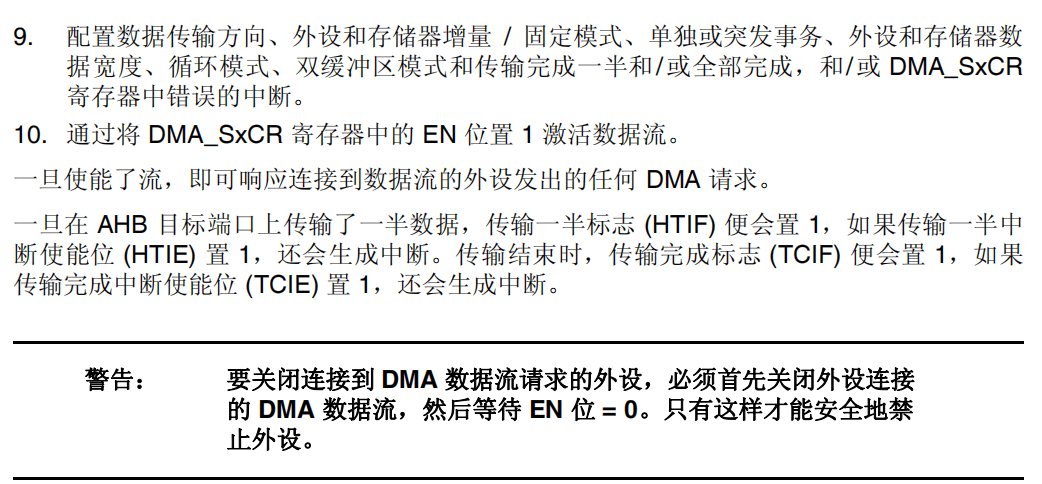 9. 配置数据传输方向、外设和存储器增量 / 固定模式、单独或突发事务、外设和存储器数
据宽度、循环模式、双缓冲区模式和传输完成一半和/或全部完成，和/或 DMA_SxCR
寄存器中错误的中断。
10. 通过将 DMA_SxCR 寄存器中的 EN 位置 1 激活数据流。
一旦使能了流，即可响应连接到数据流的外设发出的任何 DMA 请求。
一旦在 AHB 目标端口上传输了一半数据，传输一半标志 (HTIF) 便会置 1，如果传输一半中
断使能位 (HTIE) 置 1，还会生成中断。传输结束时，传输完成标志 (TCIF) 便会置 1，如果
传输完成中断使能位 (TCIE) 置 1，还会生成中断。
警告： 要关闭连接到 DMA 数据流请求的外设，必须首先关闭外设连接
的 DMA 数据流，然后等待 EN 位 = 0。只有这样才能安全地禁
止外设。